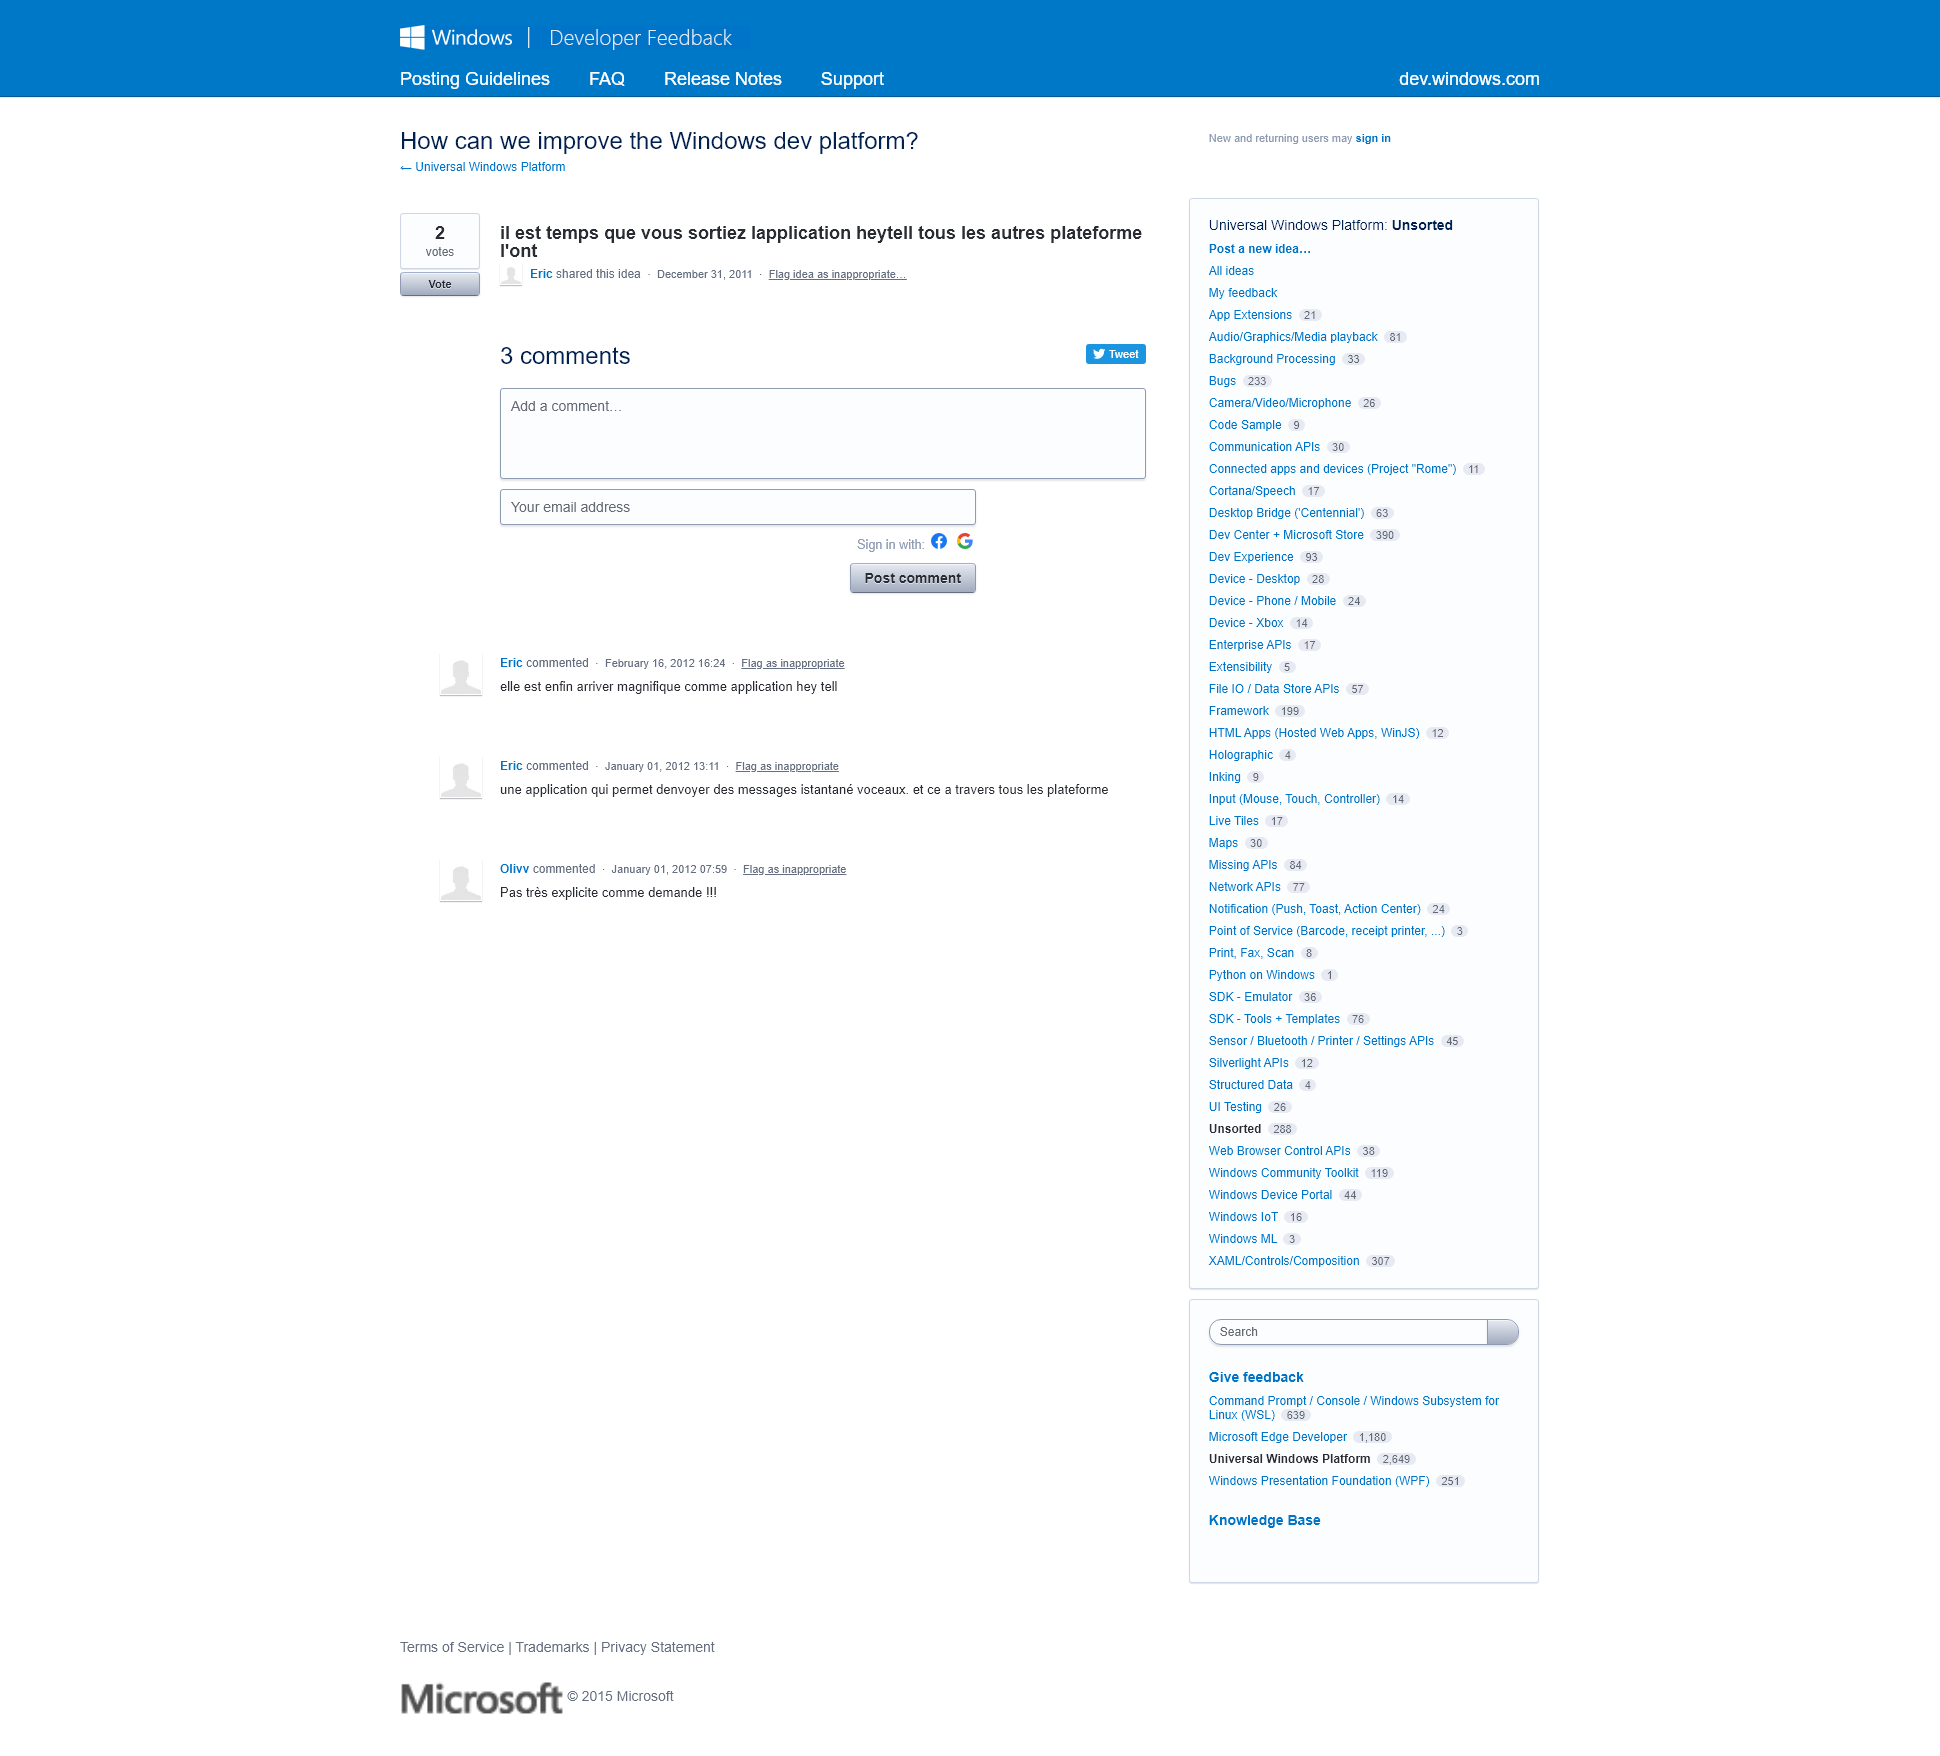 Windows | Developer Feedback
Posting Guidelines FAQ Release Notes Support dev.windows.com
How can we improve the Windows dev platform?
← Universal Windows Platform
New and returning users may sign in
2
votes
Vote
il est temps que vous sortiez lapplication heytell tous les autres plateforme
l'ont
Eric shared this idea · December 31, 2011 · Flag idea as inappropriate…
3 comments
Tweet
Add a comment…
Your email address
Sign in with:
Post comment
Eric commented · February 16, 2012 16:24 · Flag as inappropriate
elle est enfin arriver magnifique comme application hey tell
Eric commented · January 01, 2012 13:11 · Flag as inappropriate
une application qui permet denvoyer des messages istantané voceaux. et ce a travers tous les plateforme
Olivv commented · January 01, 2012 07:59 · Flag as inappropriate
Pas très explicite comme demande !!!
Universal Windows Platform: Unsorted
Post a new idea…
All ideas
My feedback
App Extensions 21
Audio/Graphics/Media playback 81
Background Processing 33
Bugs 233
Camera/Video/Microphone 26
Code Sample 9
Communication APIs 30
Connected apps and devices (Project "Rome") 11
Cortana/Speech 17
Desktop Bridge ('Centennial') 63
Dev Center + Microsoft Store 390
Dev Experience 93
Device - Desktop 28
Device - Phone / Mobile 24
Device - Xbox 14
Enterprise APIs 17
Extensibility 5
File IO / Data Store APIs 57
Framework 199
HTML Apps (Hosted Web Apps, WinJS) 12
Holographic 4
Inking 9
Input (Mouse, Touch, Controller) 14
Live Tiles 17
Maps 30
Missing APIs 84
Network APIs 77
Notification (Push, Toast, Action Center) 24
Point of Service (Barcode, receipt printer, ...) 3
Print, Fax, Scan 8
Python on Windows 1
SDK - Emulator 36
SDK - Tools + Templates 76
Sensor / Bluetooth / Printer / Settings APIs 45
Silverlight APIs 12
Structured Data 4
UI Testing 26
Unsorted 288
Web Browser Control APIs 38
Windows Community Toolkit 119
Windows Device Portal 44
Windows IoT 16
Windows ML 3
XAML/Controls/Composition 307
Search
Give feedback
Command Prompt / Console / Windows Subsystem for
Linux (WSL) 639
Microsoft Edge Developer 1,180
Universal Windows Platform 2,649
Windows Presentation Foundation (WPF) 251
Knowledge Base
Terms of Service | Trademarks | Privacy Statement
Microsoft © 2015 Microsoft